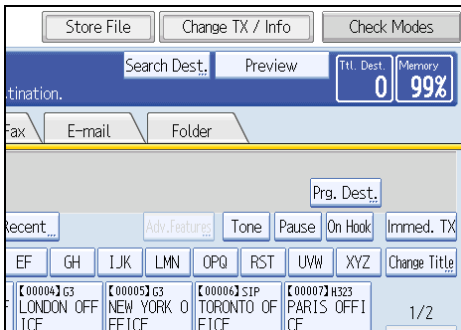 Store File Change TX / Info Check Modes
Search Dest. Preview Ttl. Dest. Memory
tination. 0 99%
Fax E-mail Folder
Prg. Dest.
Recent Adv.Features Tone Pause On Hook Immed. TX
EF GH IJK LMN OPQ RST UVW XYZ Change Title
【00004】G3 【00005】G3 【00006】SIP 【00007】H323
F LONDON OFF NEW YORK O TORONTO OF PARIS OFFI 1/2
ICE FFICE FICE CE